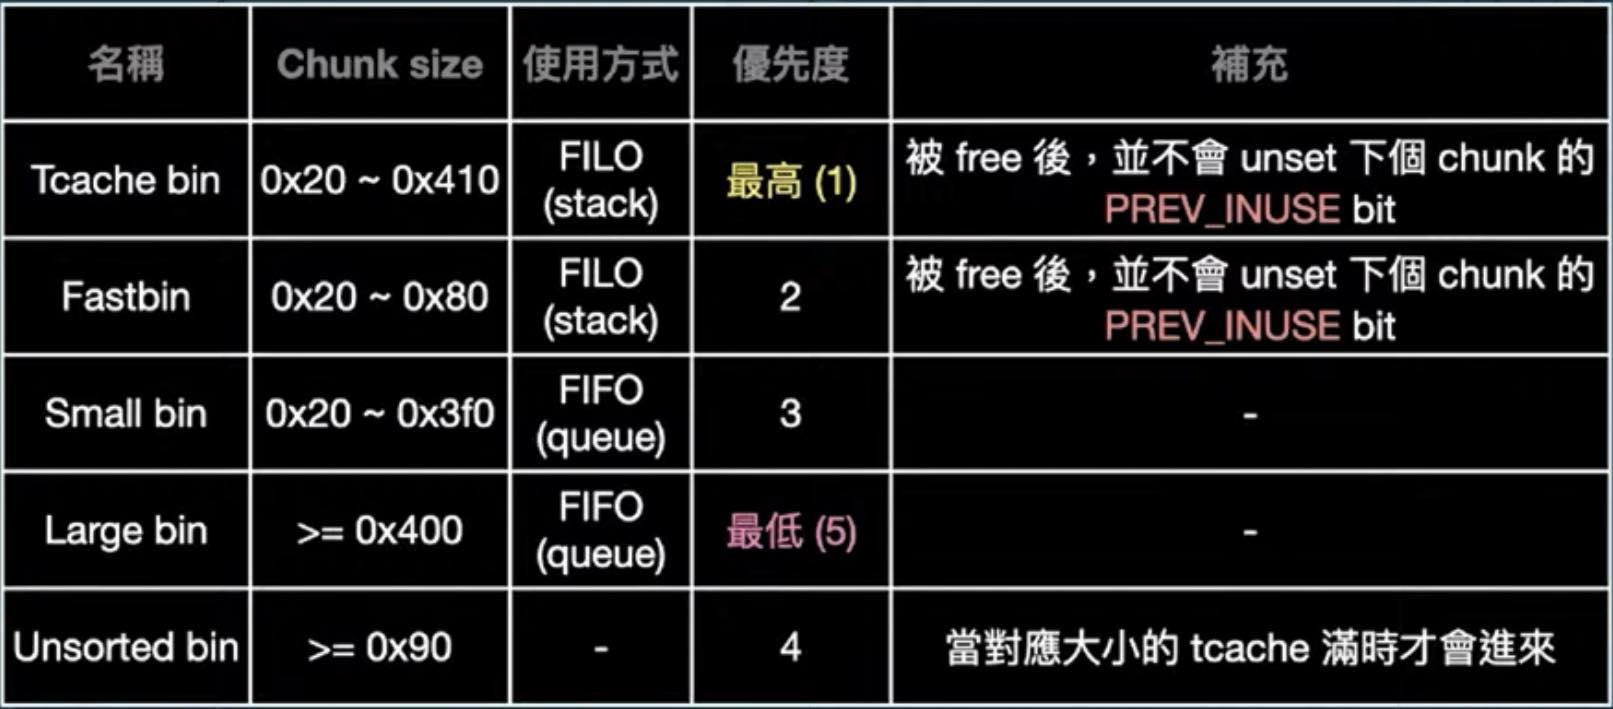 名稱
Chunk size
使用方式
優先度
補充
Tcache bin
0x20 ~ 0x410
FILO
(stack)
最高 (1)
被 free 後，並不會 unset 下個 chunk 的
PREV_INUSE bit
Fastbin
0x20 ~ 0x80
FILO
(stack)
2
被 free 後，並不會 unset 下個 chunk 的
PREV_INUSE bit
Small bin
0x20 ~ 0x3f0
FIFO
(queue)
3
-
Large bin
>= 0x400
FIFO
(queue)
最低 (5)
-
Unsorted bin
>= 0x90
-
4
當對應大小的 tcache 滿時才會進來